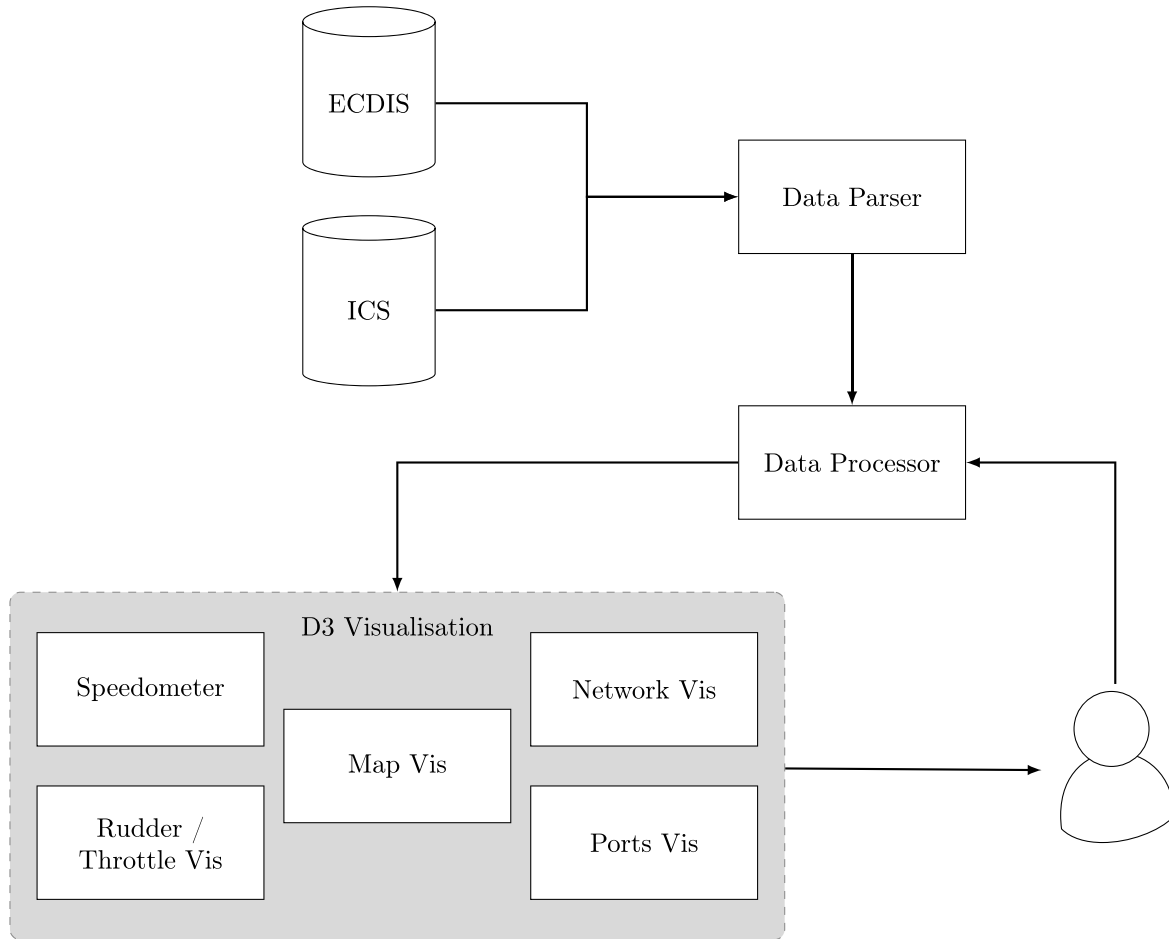 ECDIS
Data Parser
ICS
Data Processor
D3 Visualisation
Speedometer
Network Vis
Map Vis
Rudder /
Throttle Vis
Ports Vis